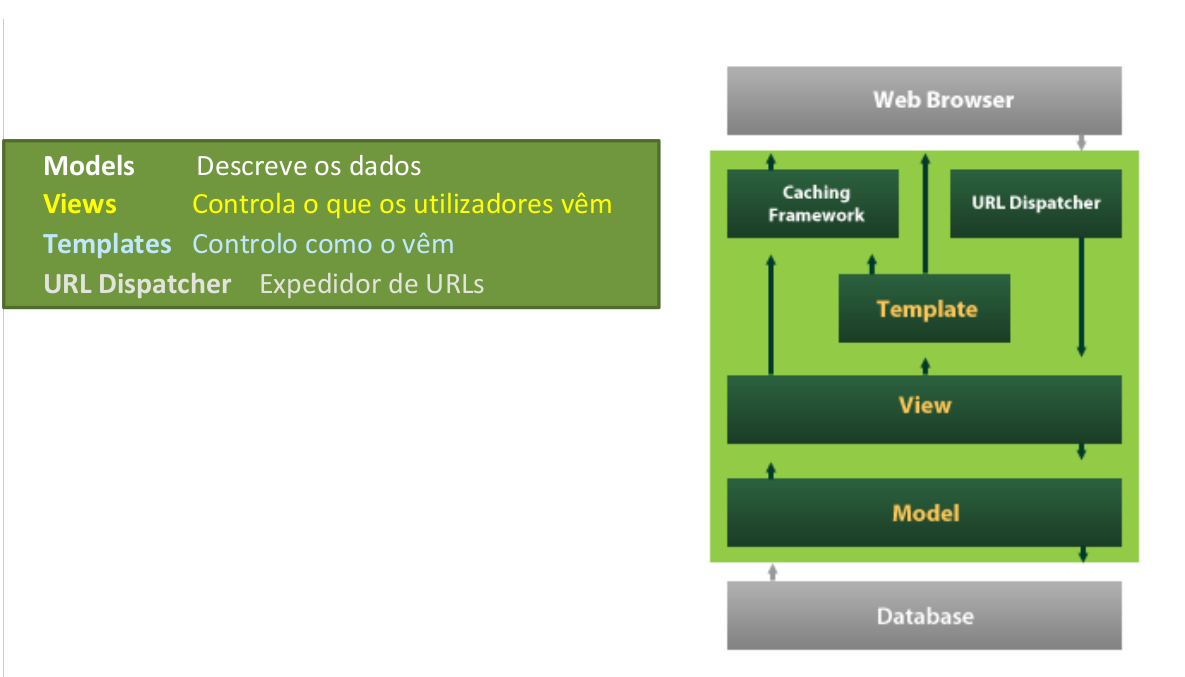 Models Descreve os dados
Views Controla o que os utilizadores vêm
Templates Controlo como o vêm
URL Dispatcher Expedidor de URLs
Web Browser
Caching
Framework
URL Dispatcher
Template
View
Model
Database